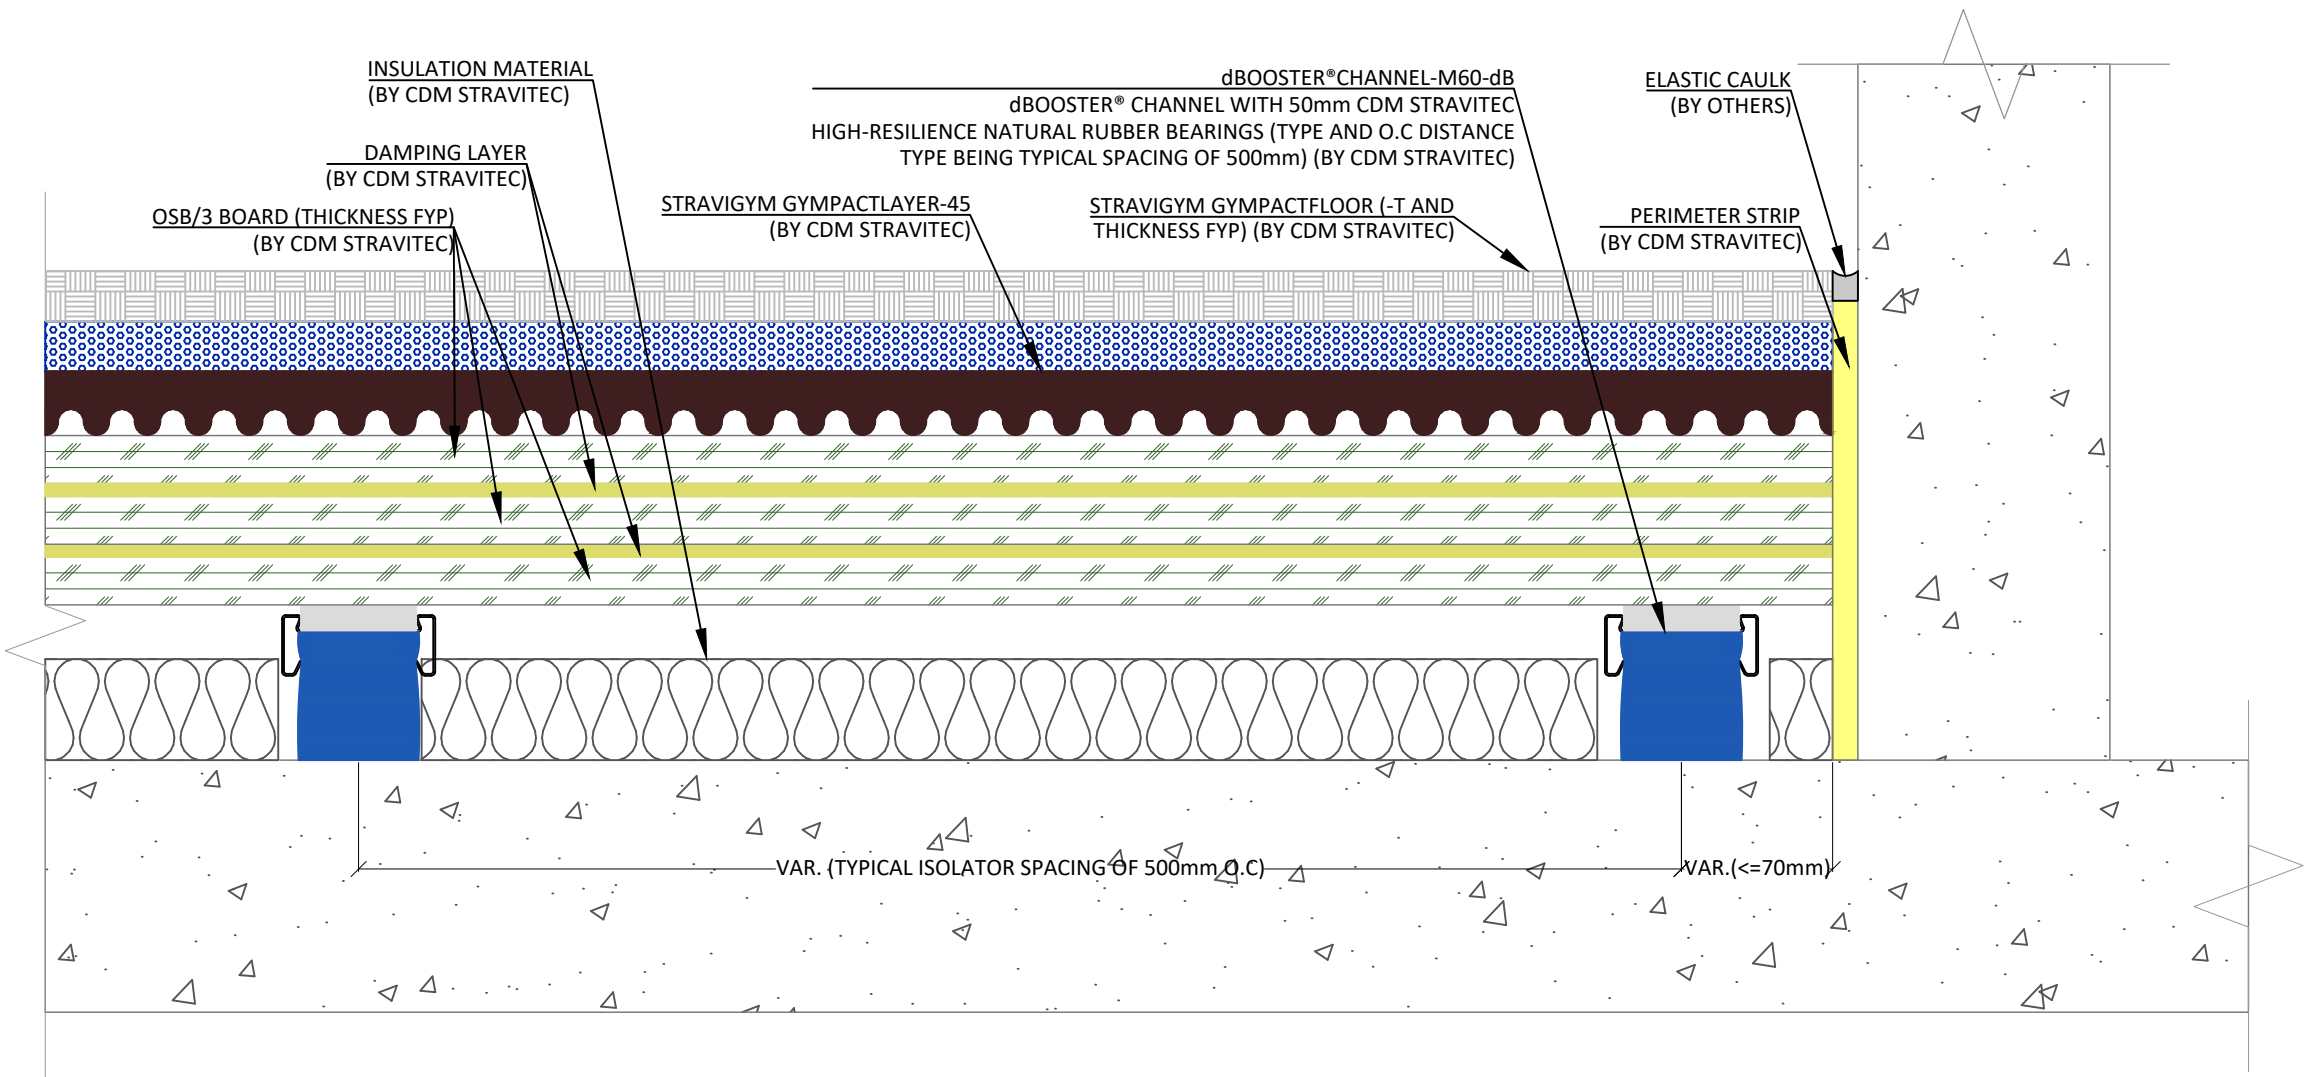 INSULATION MATERIAL
(BY CDM STRAVITEC)
dBOOSTER®CHANNEL-M60-dB
dBOOSTER® CHANNEL WITH 50mm CDM STRAVITEC
HIGH-RESILIENCE NATURAL RUBBER BEARINGS (TYPE AND O.C DISTANCE
TYPE BEING TYPICAL SPACING OF 500mm) (BY CDM STRAVITEC)
ELASTIC CAULK
(BY OTHERS)
DAMPING LAYER
(BY CDM STRAVITEC)
OSB/3 BOARD (THICKNESS FYP)
(BY CDM STRAVITEC)
STRAVIGYM GYMPACTLAYER-45
(BY CDM STRAVITEC)
STRAVIGYM GYMPACTFLOOR (-T AND
THICKNESS FYP) (BY CDM STRAVITEC)
PERIMETER STRIP
(BY CDM STRAVITEC)
VAR. (TYPICAL ISOLATOR SPACING OF 500mm O.C)
VAR.(<=70mm)